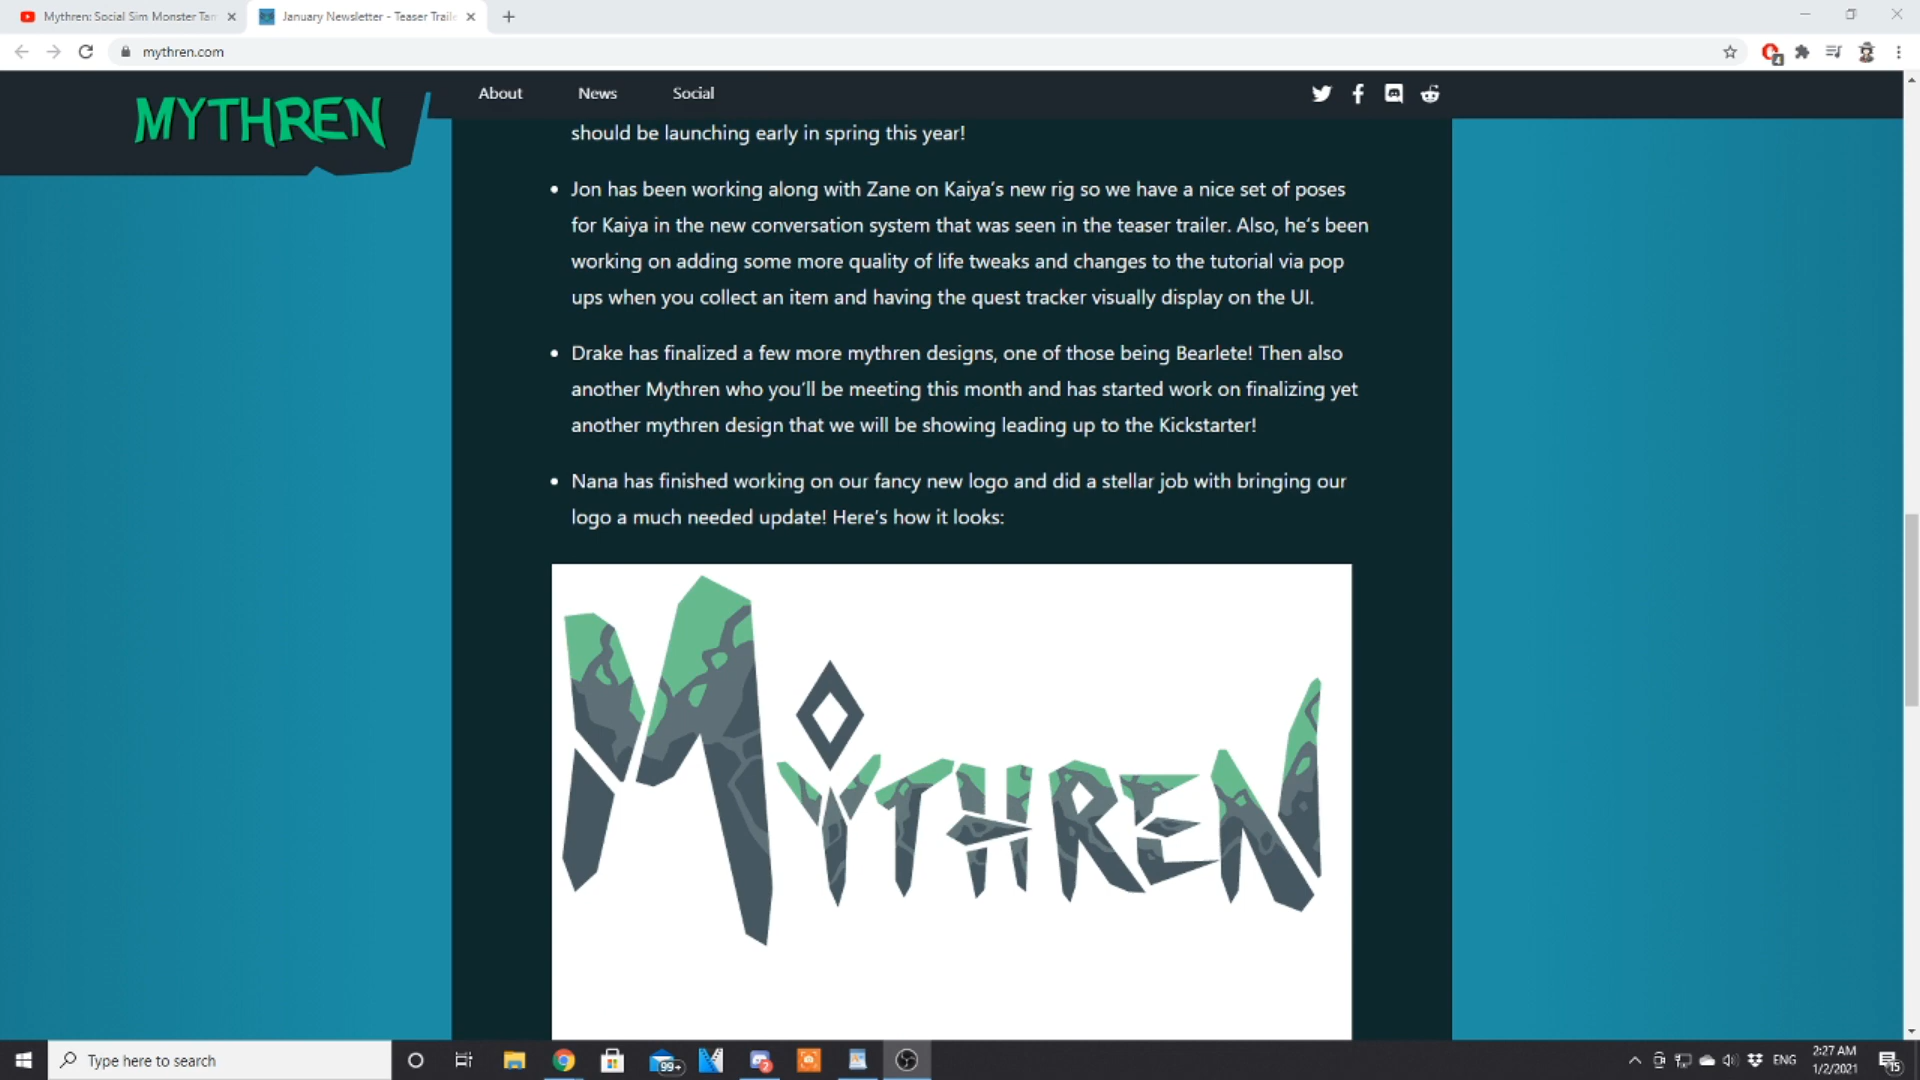 Mythren: Social Sim Monster Tam
January Newsletter - Teaser Traile
mythren.com
4
MYTHREN
About
News
Social
should be launching early in spring this year!
Jon has been working along with Zane on Kaiya's new rig so we have a nice set of poses
for Kaiya in the new conversation system that was seen in the teaser trailer. Also, he's been
working on adding some more quality of life tweaks and changes to the tutorial via pop
ups when you collect an item and having the quest tracker visually display on the UI.
Drake has finalized a few more mythren designs, one of those being Bearlete! Then also
another Mythren who you'll be meeting this month and has started work on finalizing yet
another mythren design that we will be showing leading up to the Kickstarter!
Nana has finished working on our fancy new logo and did a stellar job with bringing our
logo a much needed update! Here's how it looks:
MYTHREN
Type here to search
99+
2
ENG
2:27 AM
1/2/2021
15